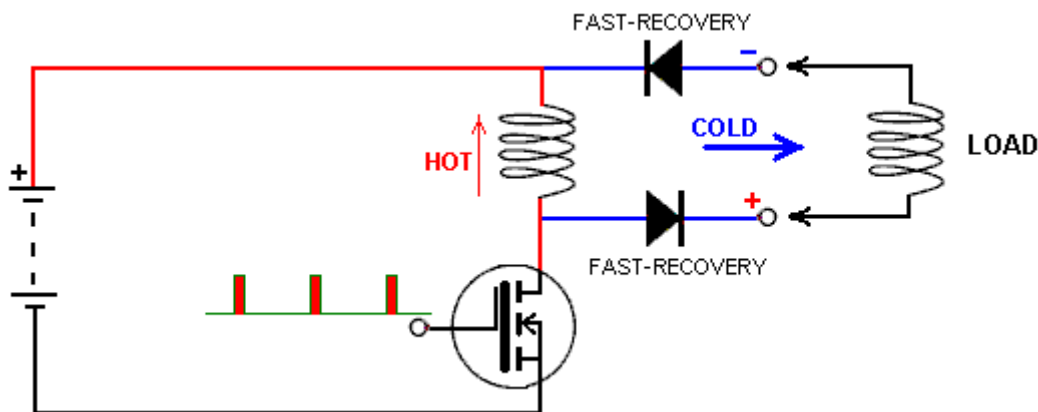 FAST-RECOVERY
−
COLD
HOT
LOAD
+
+
FAST-RECOVERY